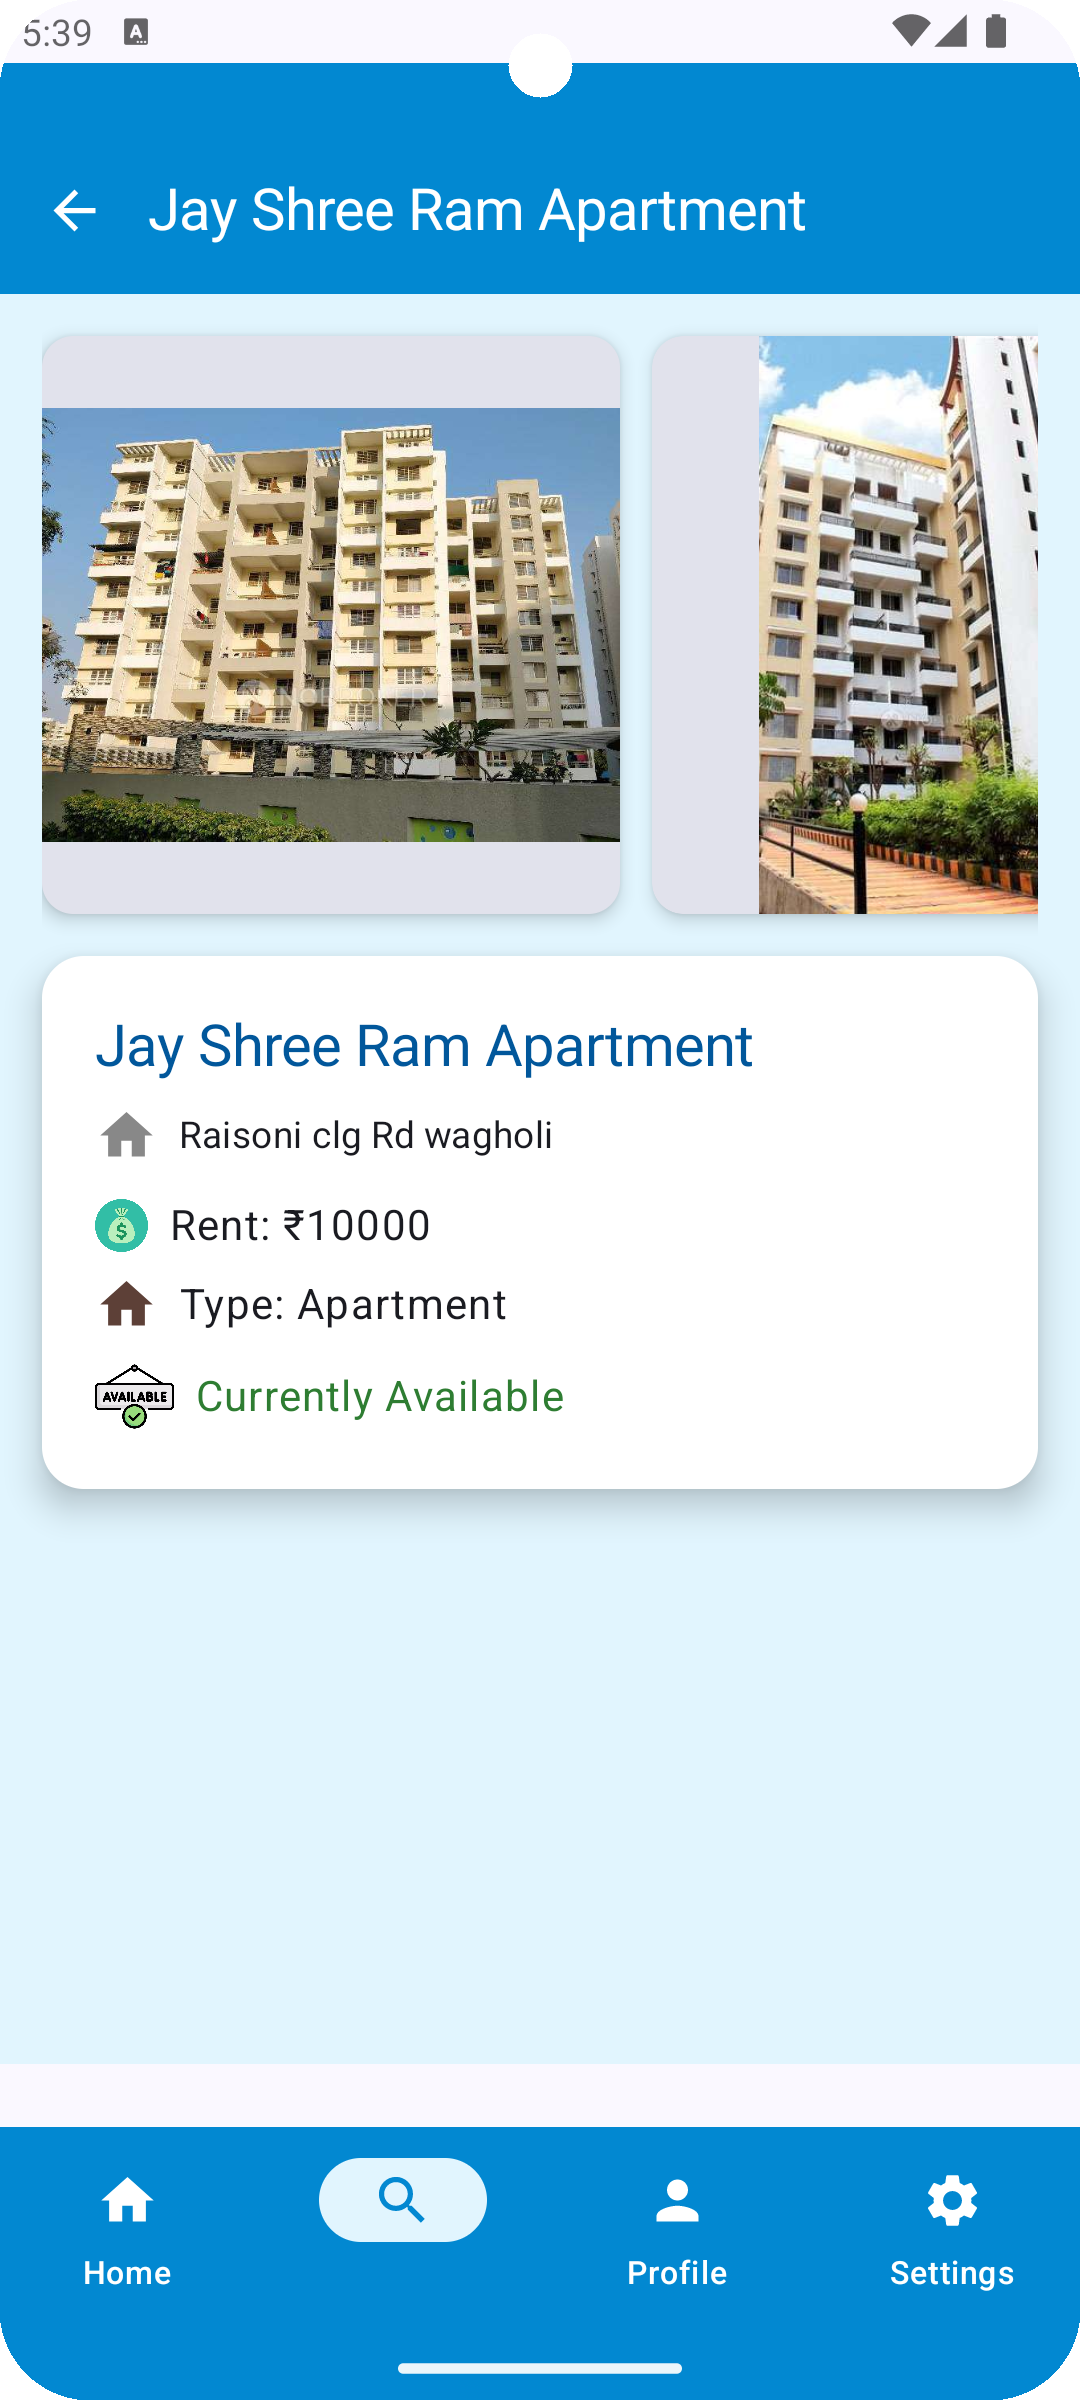 5:39
A
Jay Shree Ram Apartment
Jay Shree Ram Apartment
Raisoni clg Rd wagholi
$
Rent: ₹10000
Type: Apartment
AVAILABLE
Currently Available
Home
Profile
Settings